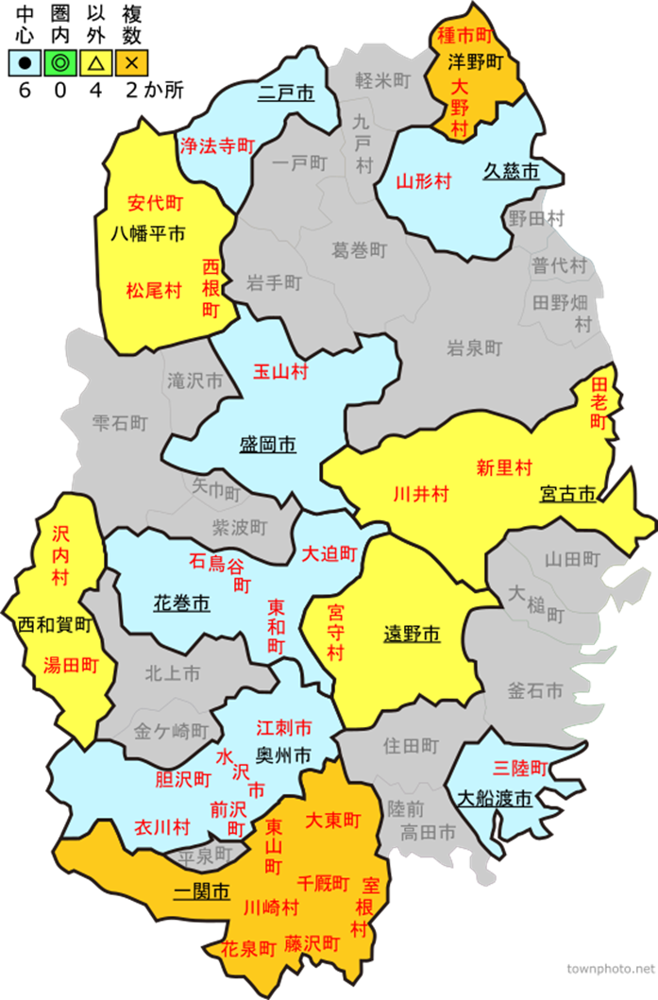 中心 圏内 以外 複数
● ◎ △ ×
6 0 4 2か所
種市町
洋野町
大野村
軽米町
二戸市
九戸村
浄法寺町
一戸町
山形村
久慈市
安代町
八幡平市
野田村
葛巻町
西根町
松尾村
岩手町
普代村
田野畑村
岩泉町
玉山村
滝沢市
田老町
雫石町
盛岡市
新里村
川井村
宮古市
矢巾町
紫波町
沢内村
大迫町
石鳥谷町
山田町
花巻市
大槌町
東和町
宮守村
西和賀町
遠野市
湯田町
北上市
釜石市
金ケ崎町
江刺市
奥州市
住田町
水沢市
胆沢町
三陸町
大船渡市
前沢町
衣川村
陸前
高田市
大東町
東山町
平泉町
一関市
千厩町
室根村
川崎村
花泉町
藤沢町
townphoto.net